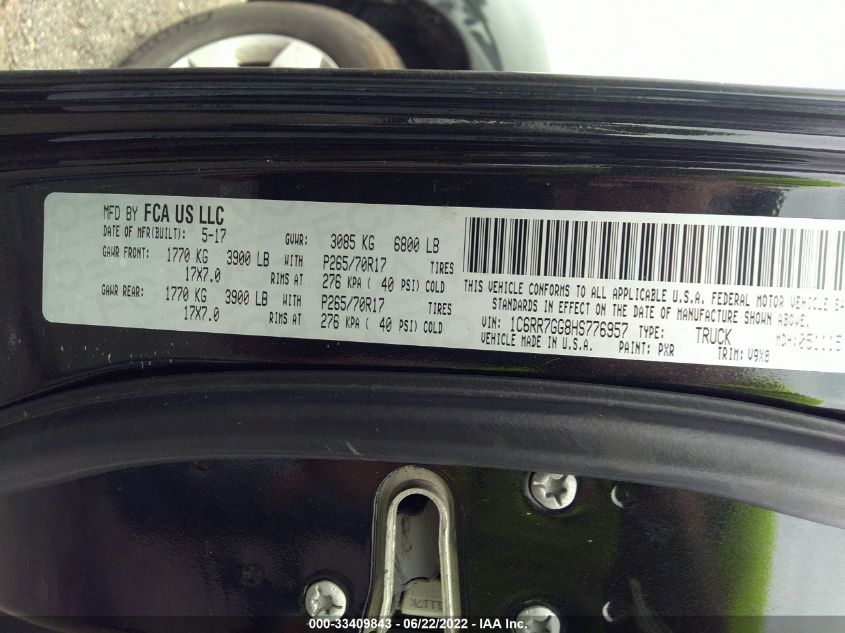 MFD BY FCA US LLC
DATE OF MFR(BUILT): 5-17 GVWR: 3085 KG 6800 LB
GAWR FRONT: 1770 KG 3900 LB WITH P265/70R17 TIRES
17X7.0 RIMS AT 276 KPA ( 40 PSI) COLD
GAWR REAR: 1770 KG 3900 LB WITH P265/70R17 TIRES
17X7.0 RIMS AT 276 KPA ( 40 PSI) COLD
THIS VEHICLE CONFORMS TO ALL APPLICABLE U.S.A. FEDERAL MOTOR VEHICLE
STANDARDS IN EFFECT ON THE DATE OF MANUFACTURE SHOWN ABOVE.
VIN: 1C6RR7GG8HS776957 TYPE: TRUCK
VEHICLE MADE IN U.S.A. PAINT: PXR TRIM: V9X8
000-33409843 - 06/22/2022 - IAA Inc.